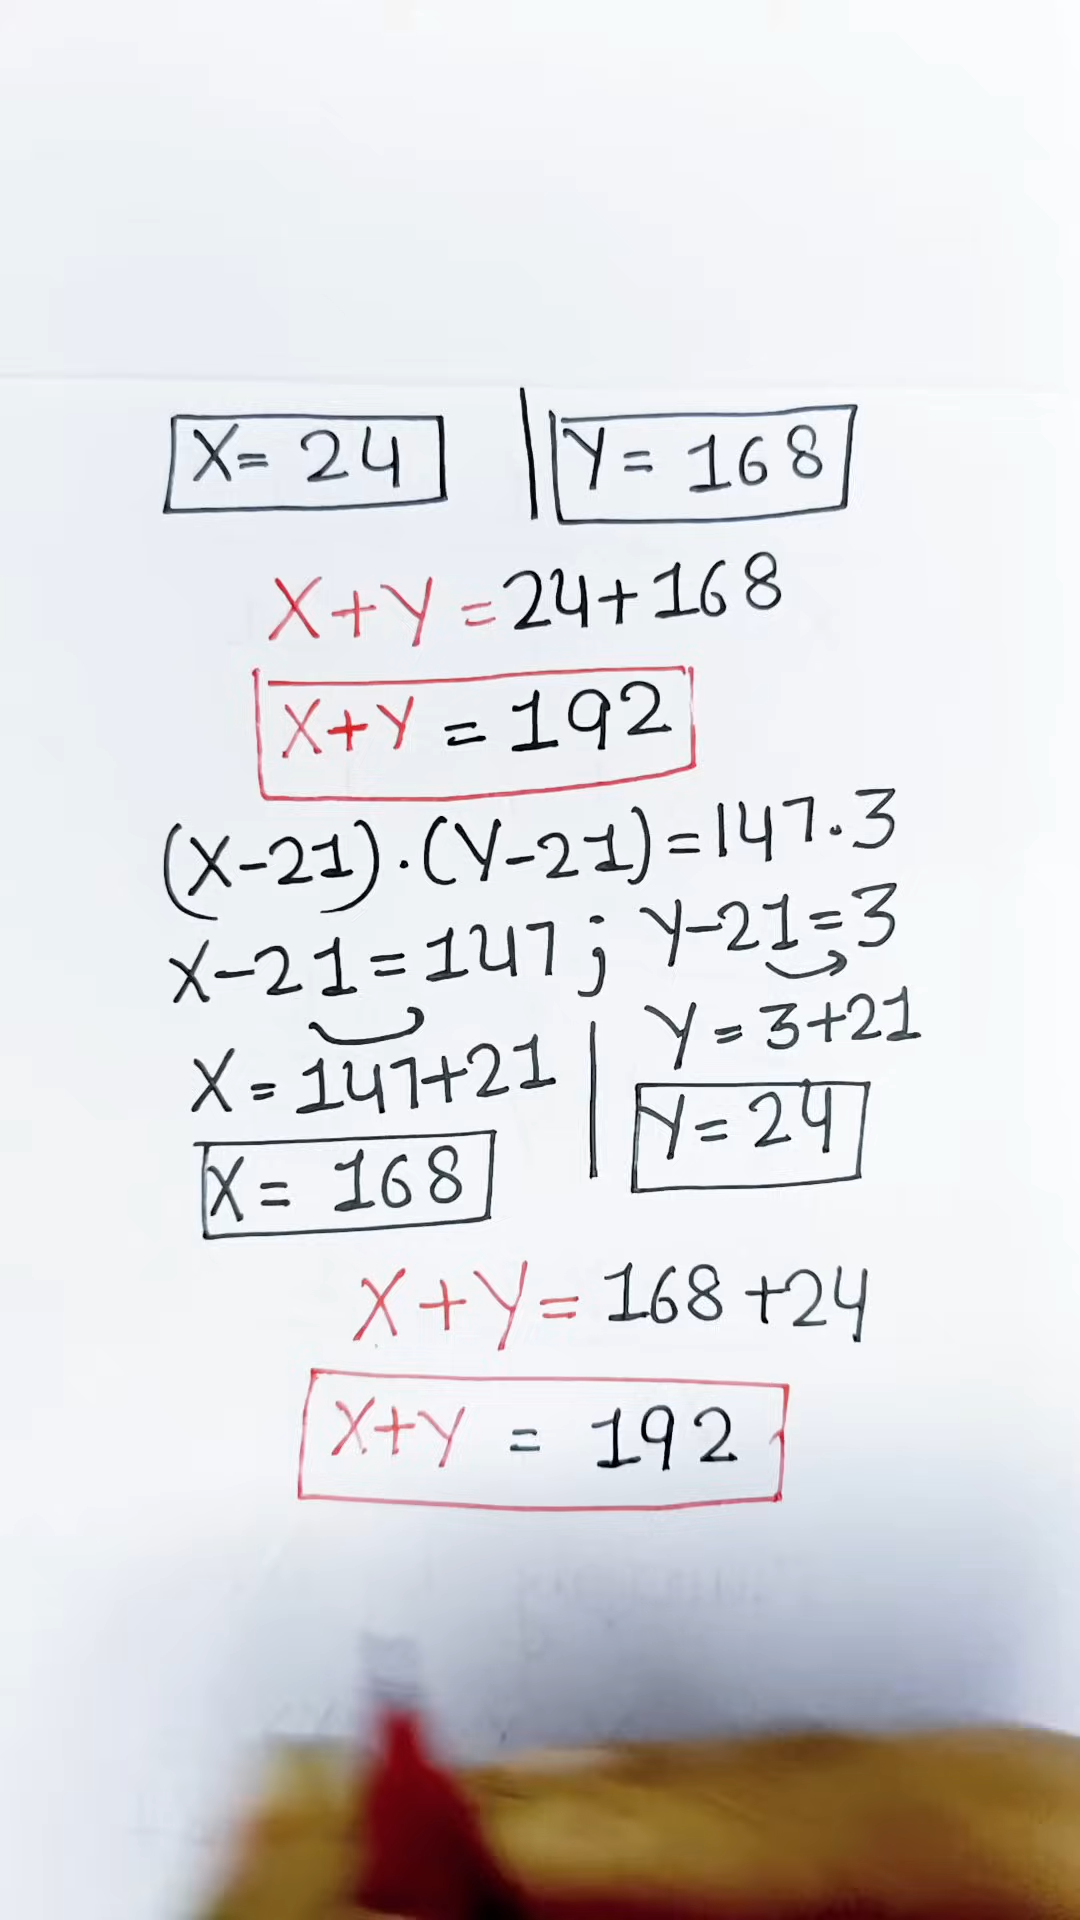 X= 24 | Y= 168
X+Y = 24+168
X+Y = 192
(X-21).(Y-21)=147.3
X-21=147; Y-21=3
X=147+21 | Y=3+21
X= 168 | Y=24
X+Y= 168+24
X+Y = 192